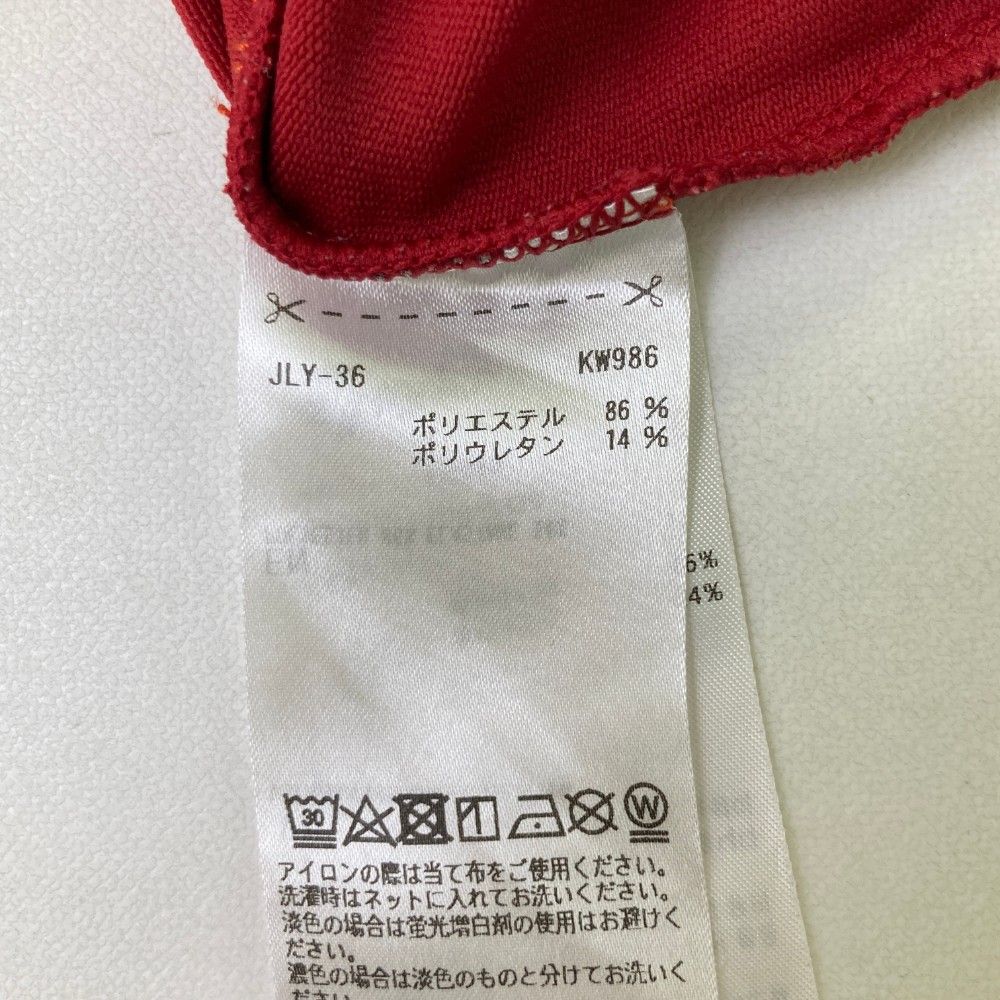 JLY-36 KW986
ポリエステル 86 %
ポリウレタン 14 %
6%
4%
30 W
アイロンの際は当て布をご使用ください。
洗濯時はネットに入れてお洗いください。
淡色の場合は蛍光増白剤の使用はお避けく
ださい。
濃色の場合は淡色のものと分けてお洗いく